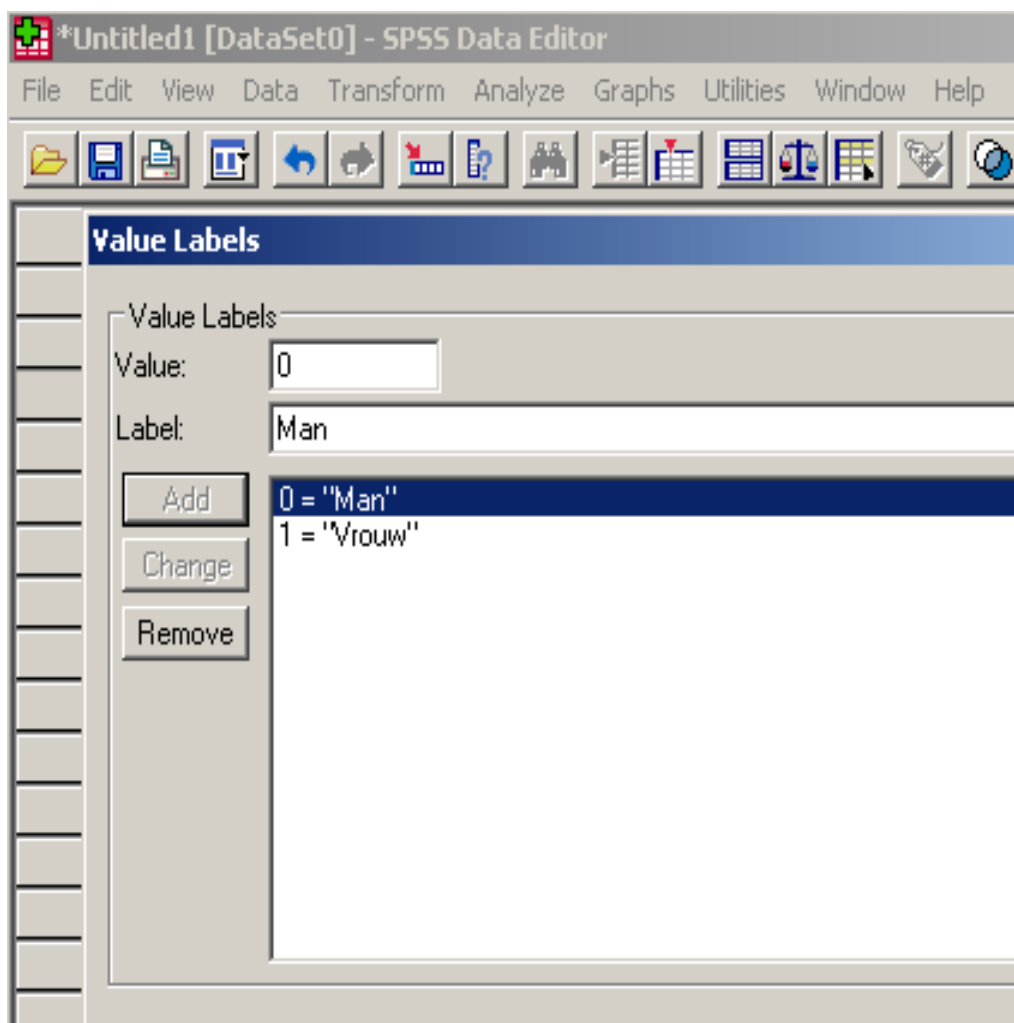 *Untitled1 [DataSet0] - SPSS Data Editor
File Edit View Data Transform Analyze Graphs Utilities Window Help
Value Labels
Value Labels
Value: 0
Label: Man
Add
0 = "Man"
1 = "Vrouw"
Change
Remove